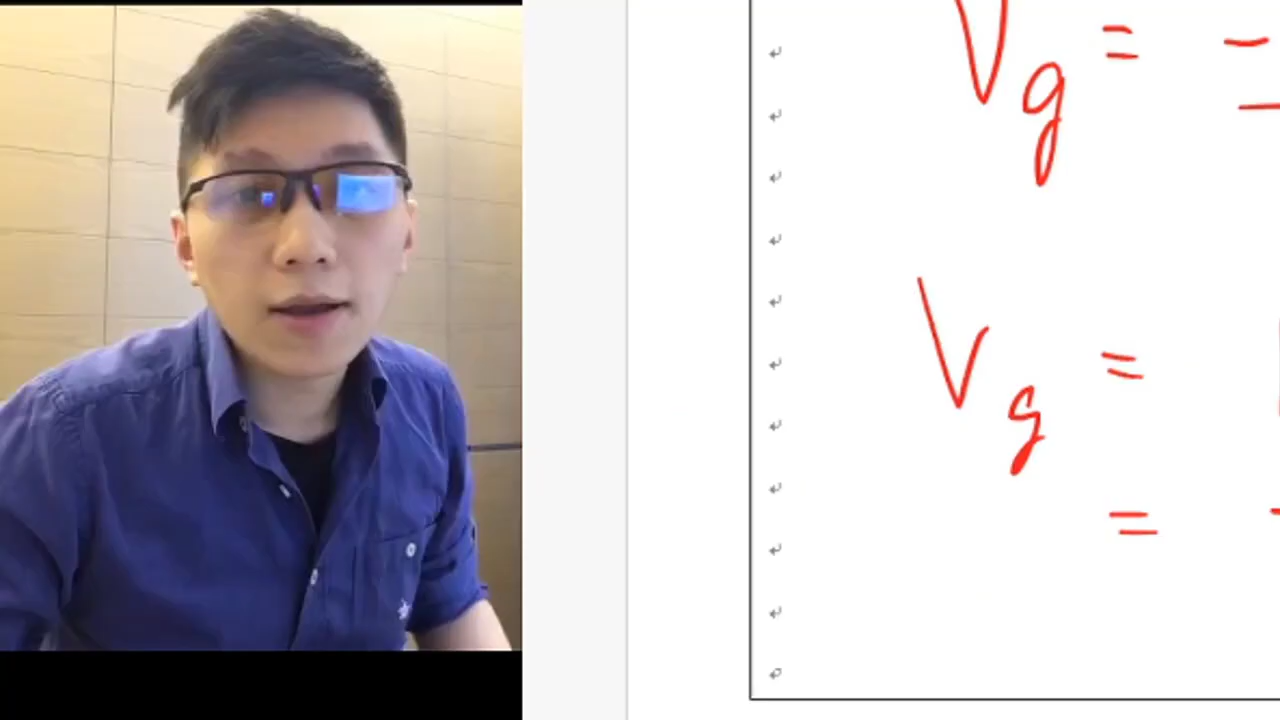 Vg = -
Vg =
=